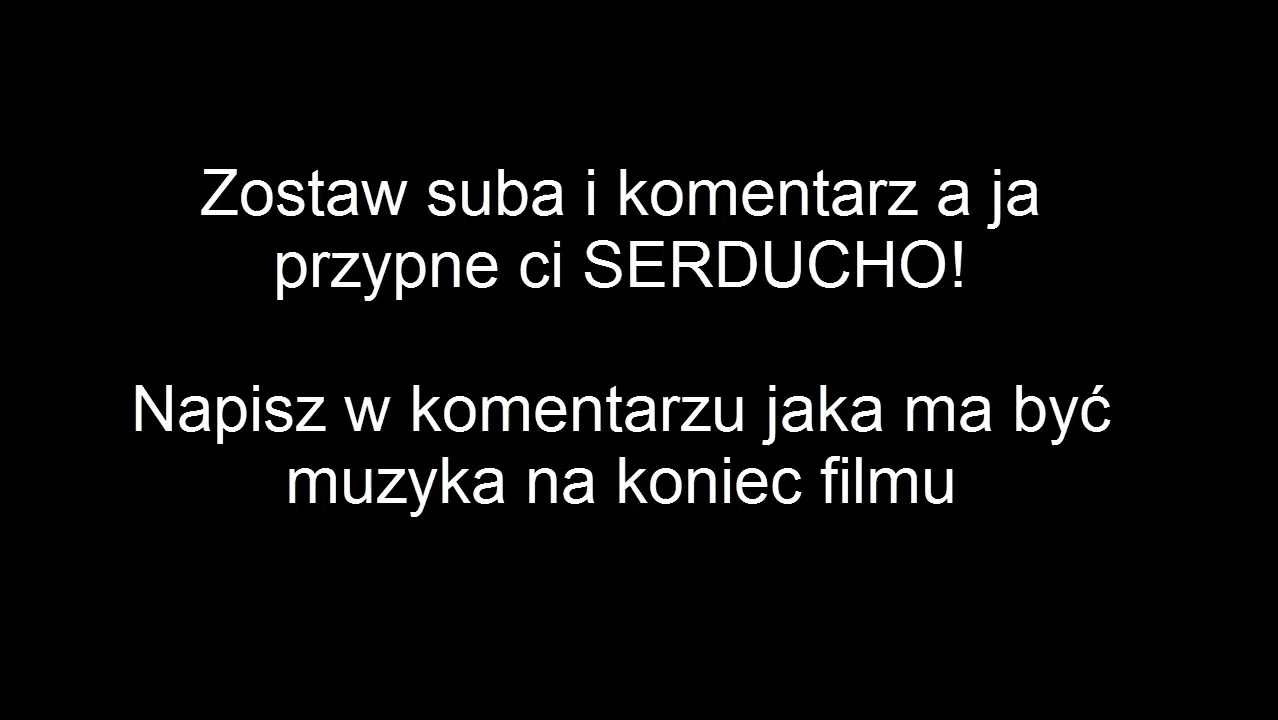 Zostaw suba i komentarz a ja
przypne ci SERDUCHO!
Napisz w komentarzu jaka ma być
muzyka na koniec filmu